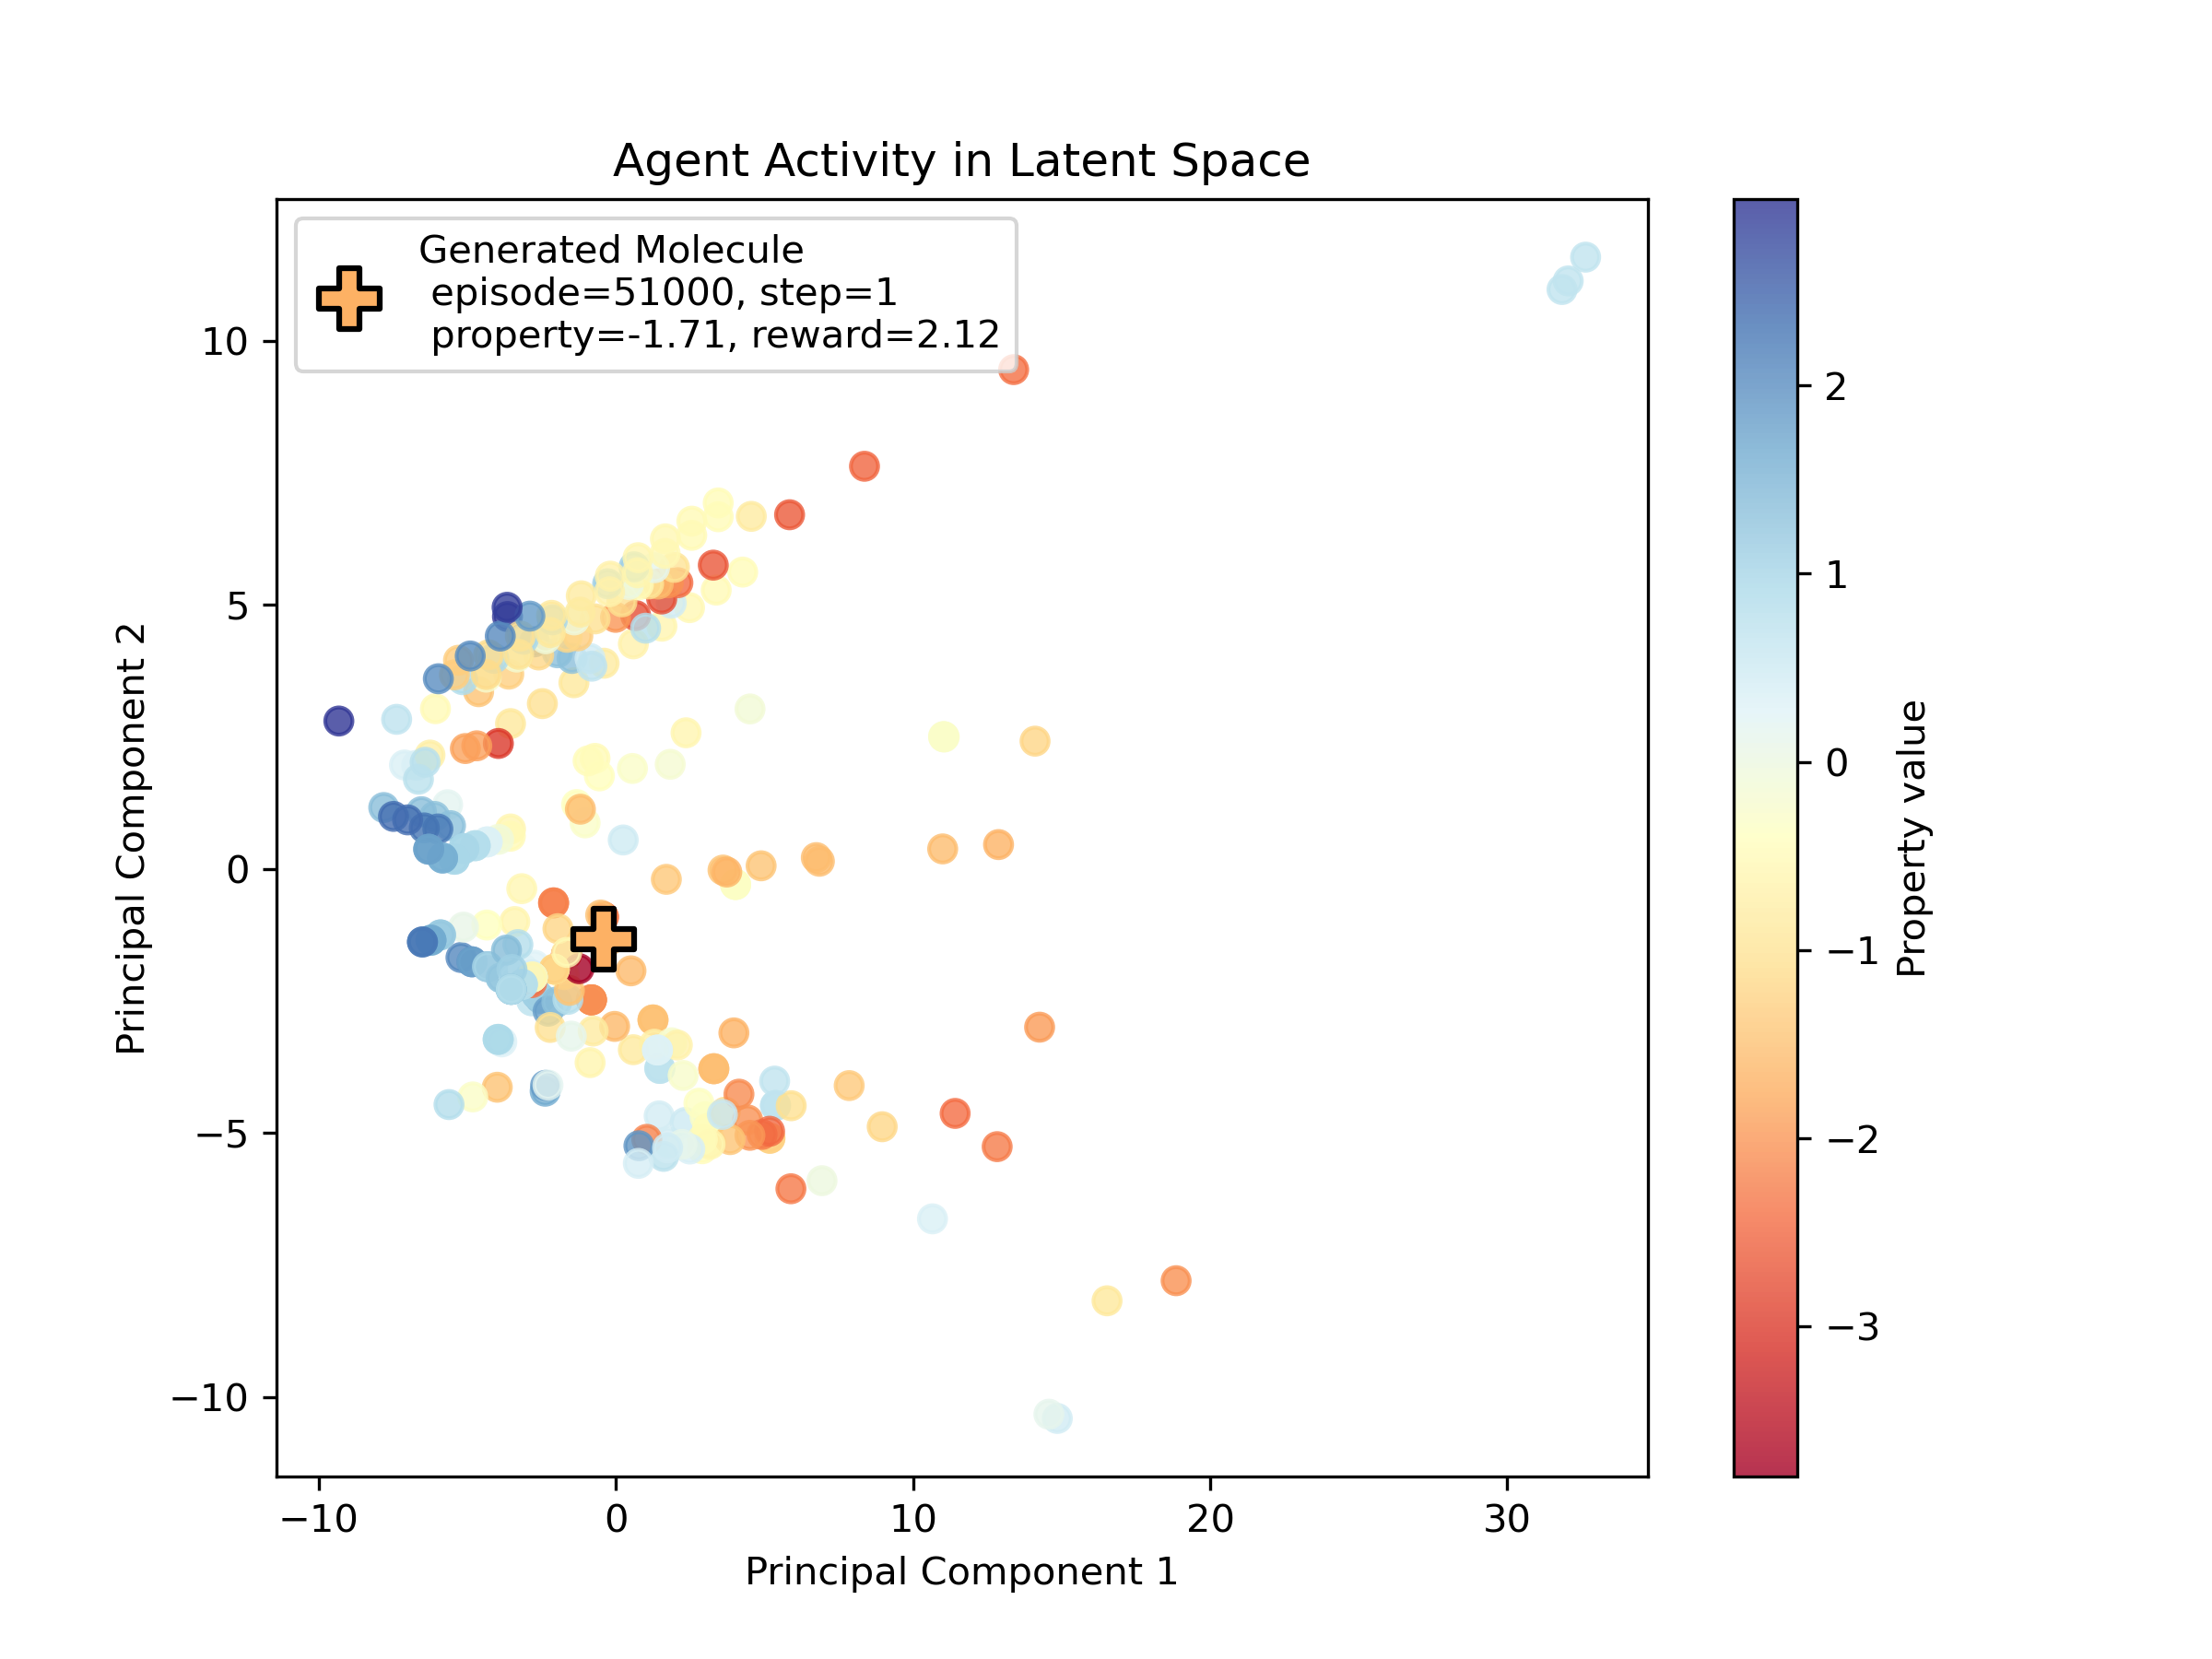 Agent Activity in Latent Space
Generated Molecule
episode=51000, step=1
property=-1.71, reward=2.12
10
5
0
−5
−10
Principal Component 2
−10
0
10
20
30
Principal Component 1
2
1
0
−1
−2
−3
Property value